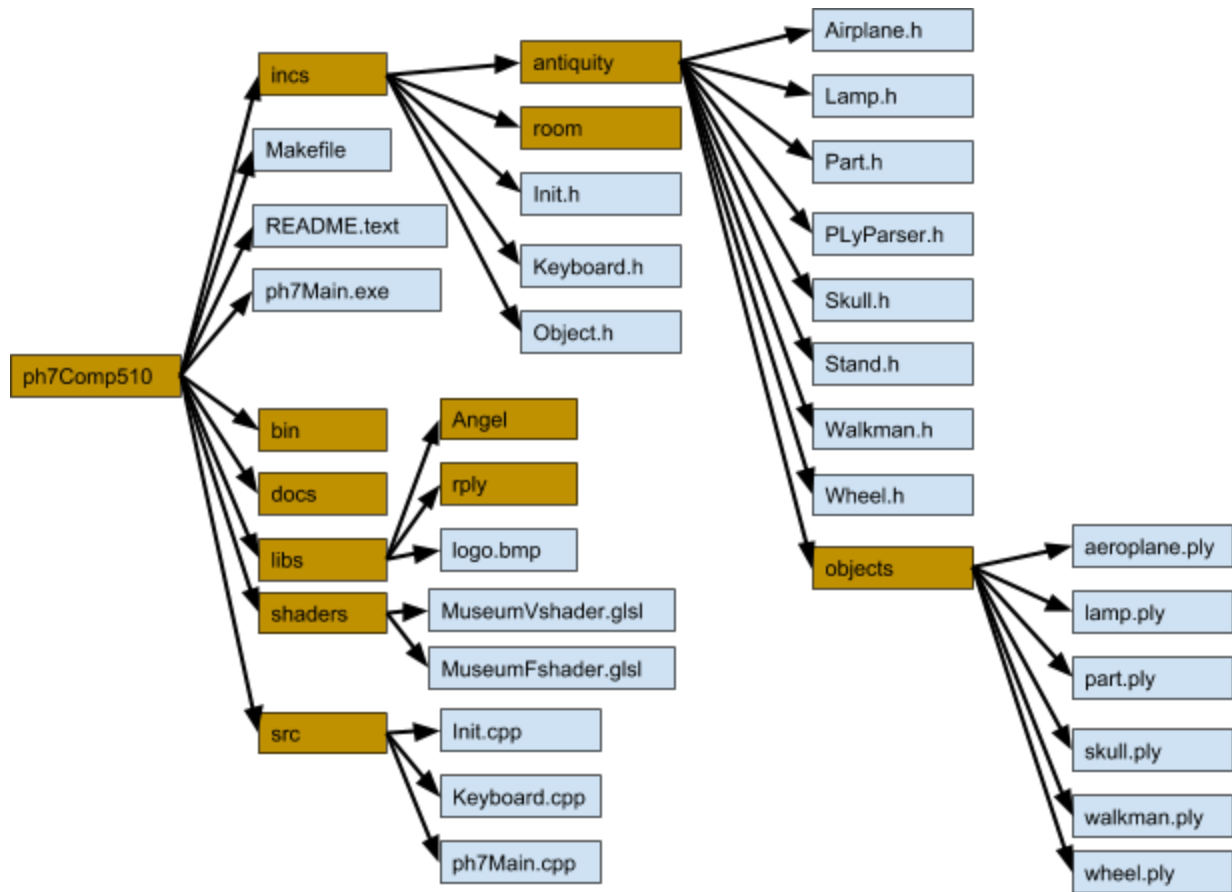 ph7Comp510
incs
Makefile
README.text
ph7Main.exe
bin
docs
libs
shaders
src
antiquity
room
Init.h
Keyboard.h
Object.h
Angel
rply
logo.bmp
MuseumVshader.glsl
MuseumFshader.glsl
Init.cpp
Keyboard.cpp
ph7Main.cpp
Airplane.h
Lamp.h
Part.h
PLyParser.h
Skull.h
Stand.h
Walkman.h
Wheel.h
objects
aeroplane.ply
lamp.ply
part.ply
skull.ply
walkman.ply
wheel.ply